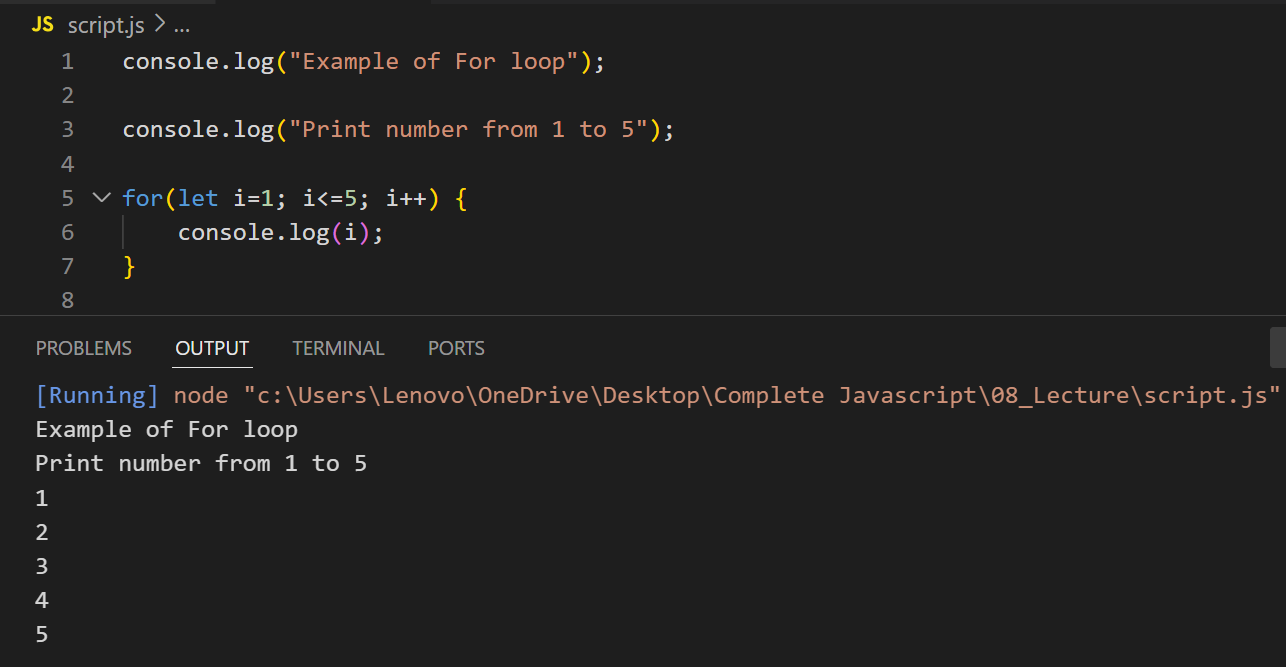 JS script.js > ...
1 console.log("Example of For loop");
2
3 console.log("Print number from 1 to 5");
4
5 for(let i=1; i<=5; i++) {
6 console.log(i);
7 }
8
PROBLEMS OUTPUT TERMINAL PORTS
[Running] node "c:\Users\Lenovo\OneDrive\Desktop\Complete Javascript\08_Lecture\script.js"
Example of For loop
Print number from 1 to 5
1
2
3
4
5